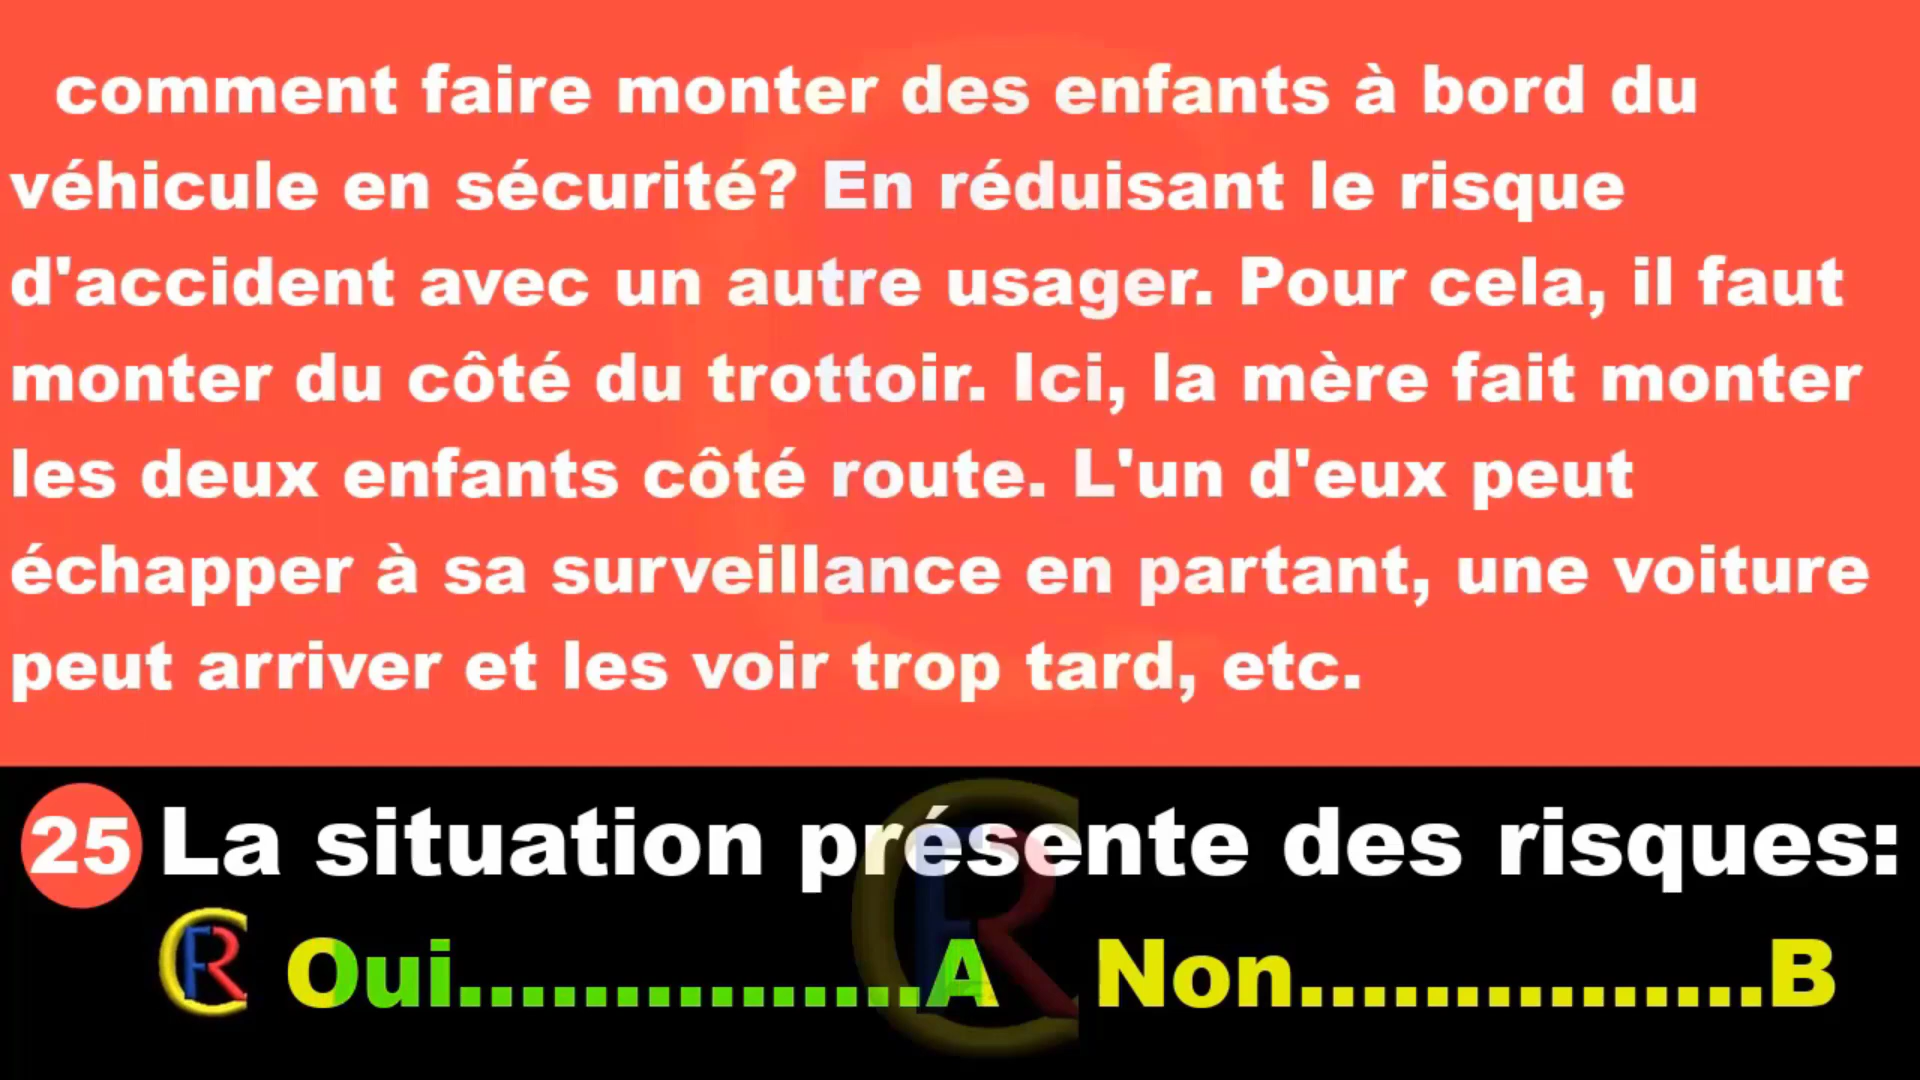 comment faire monter des enfants à bord du
véhicule en sécurité? En réduisant le risque
d'accident avec un autre usager. Pour cela, il faut
monter du côté du trottoir. Ici, la mère fait monter
les deux enfants côté route. L'un d'eux peut
échapper à sa surveillance en partant, une voiture
peut arriver et les voir trop tard, etc.
25 La situation présente des risques:
CFR Oui...............A Non...............B